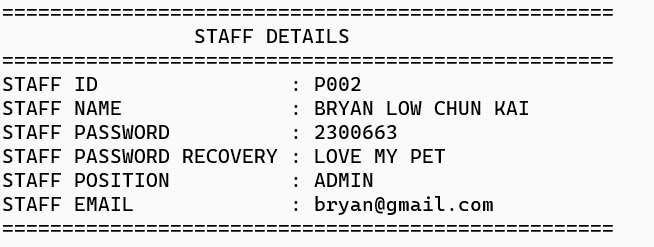 ===================================================
STAFF DETAILS
===================================================
STAFF ID : P002
STAFF NAME : BRYAN LOW CHUN KAI
STAFF PASSWORD : 2300663
STAFF PASSWORD RECOVERY : LOVE MY PET
STAFF POSITION : ADMIN
STAFF EMAIL : bryan@gmail.com
===================================================